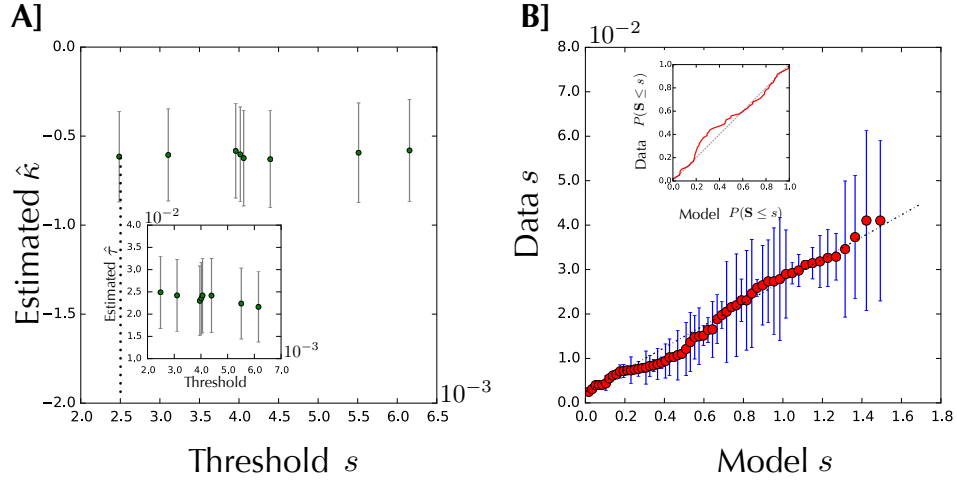 A]
0.0
−0.5
−1.0
−1.5
−2.0
2.0 2.5 3.0 3.5 4.0 4.5 5.0 5.5 6.0 6.5
10⁻³
Estimated κ̂
Threshold s
10⁻²
4.0
3.5
3.0
2.5
2.0
1.5
1.0
2.0 3.0 4.0 5.0 6.0 7.0
10⁻³
Estimated τ̂
Threshold
B]
10⁻²
8.0
7.0
6.0
5.0
4.0
3.0
2.0
1.0
0.0
0.0 0.2 0.4 0.6 0.8 1.0 1.2 1.4 1.6 1.8
Data s
Model s
1.0
0.8
0.6
0.4
0.2
0.0
0.0 0.2 0.4 0.6 0.8 1.0
Data P(S ≤ s)
Model P(S ≤ s)